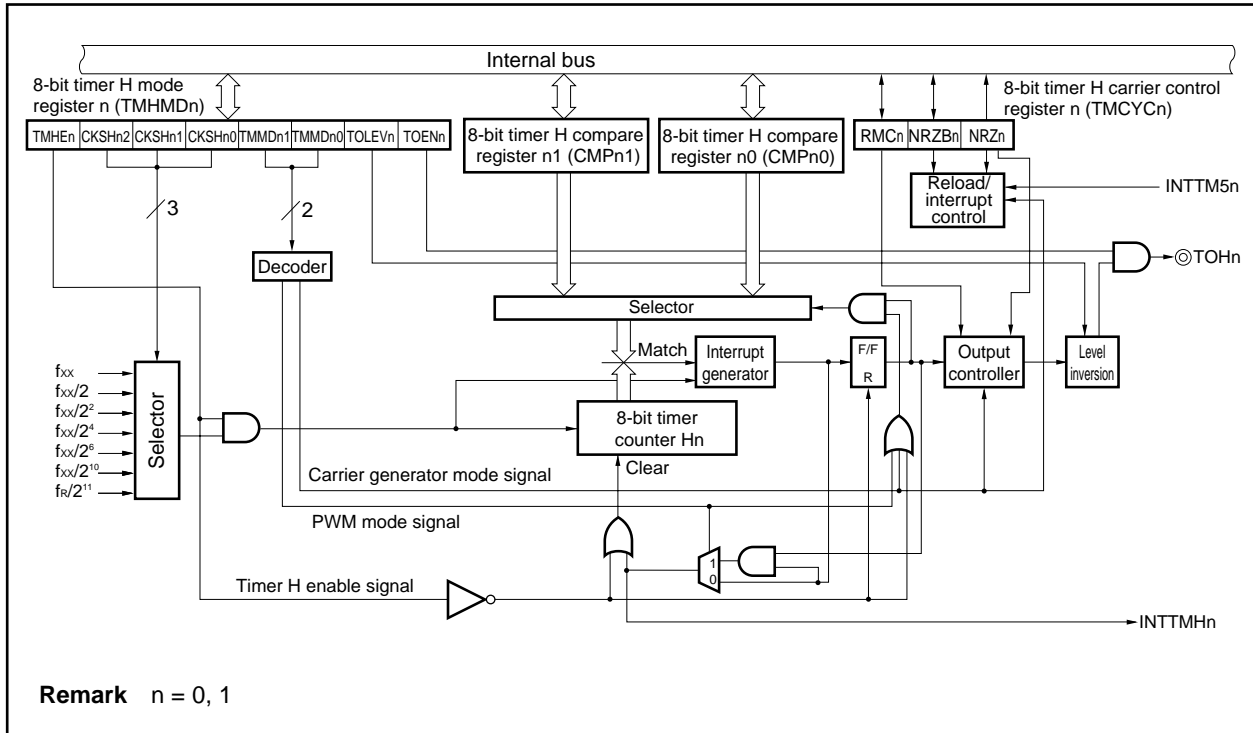 Internal bus
8-bit timer H mode
register n (TMHMDn)
8-bit timer H carrier control
register n (TMCYCn)
TMHEn CKSHn2 CKSHn1 CKSHn0 TMMDn1 TMMDn0 TOLEVn TOENn
8-bit timer H compare
register n1 (CMPn1)
8-bit timer H compare
register n0 (CMPn0)
RMCn NRZBn NRZn
Reload/
interrupt
control
INTTM5n
3
2
Decoder
TOHn
Selector
Match
Interrupt
generator
F/F
R
Output
controller
Level
inversion
fXX
fXX/2
fXX/2²
fXX/2⁴
fXX/2⁶
fXX/2¹⁰
fR/2¹¹
Selector
8-bit timer
counter Hn
Carrier generator mode signal
Clear
PWM mode signal
1
0
Timer H enable signal
INTTMHn
Remark n = 0, 1